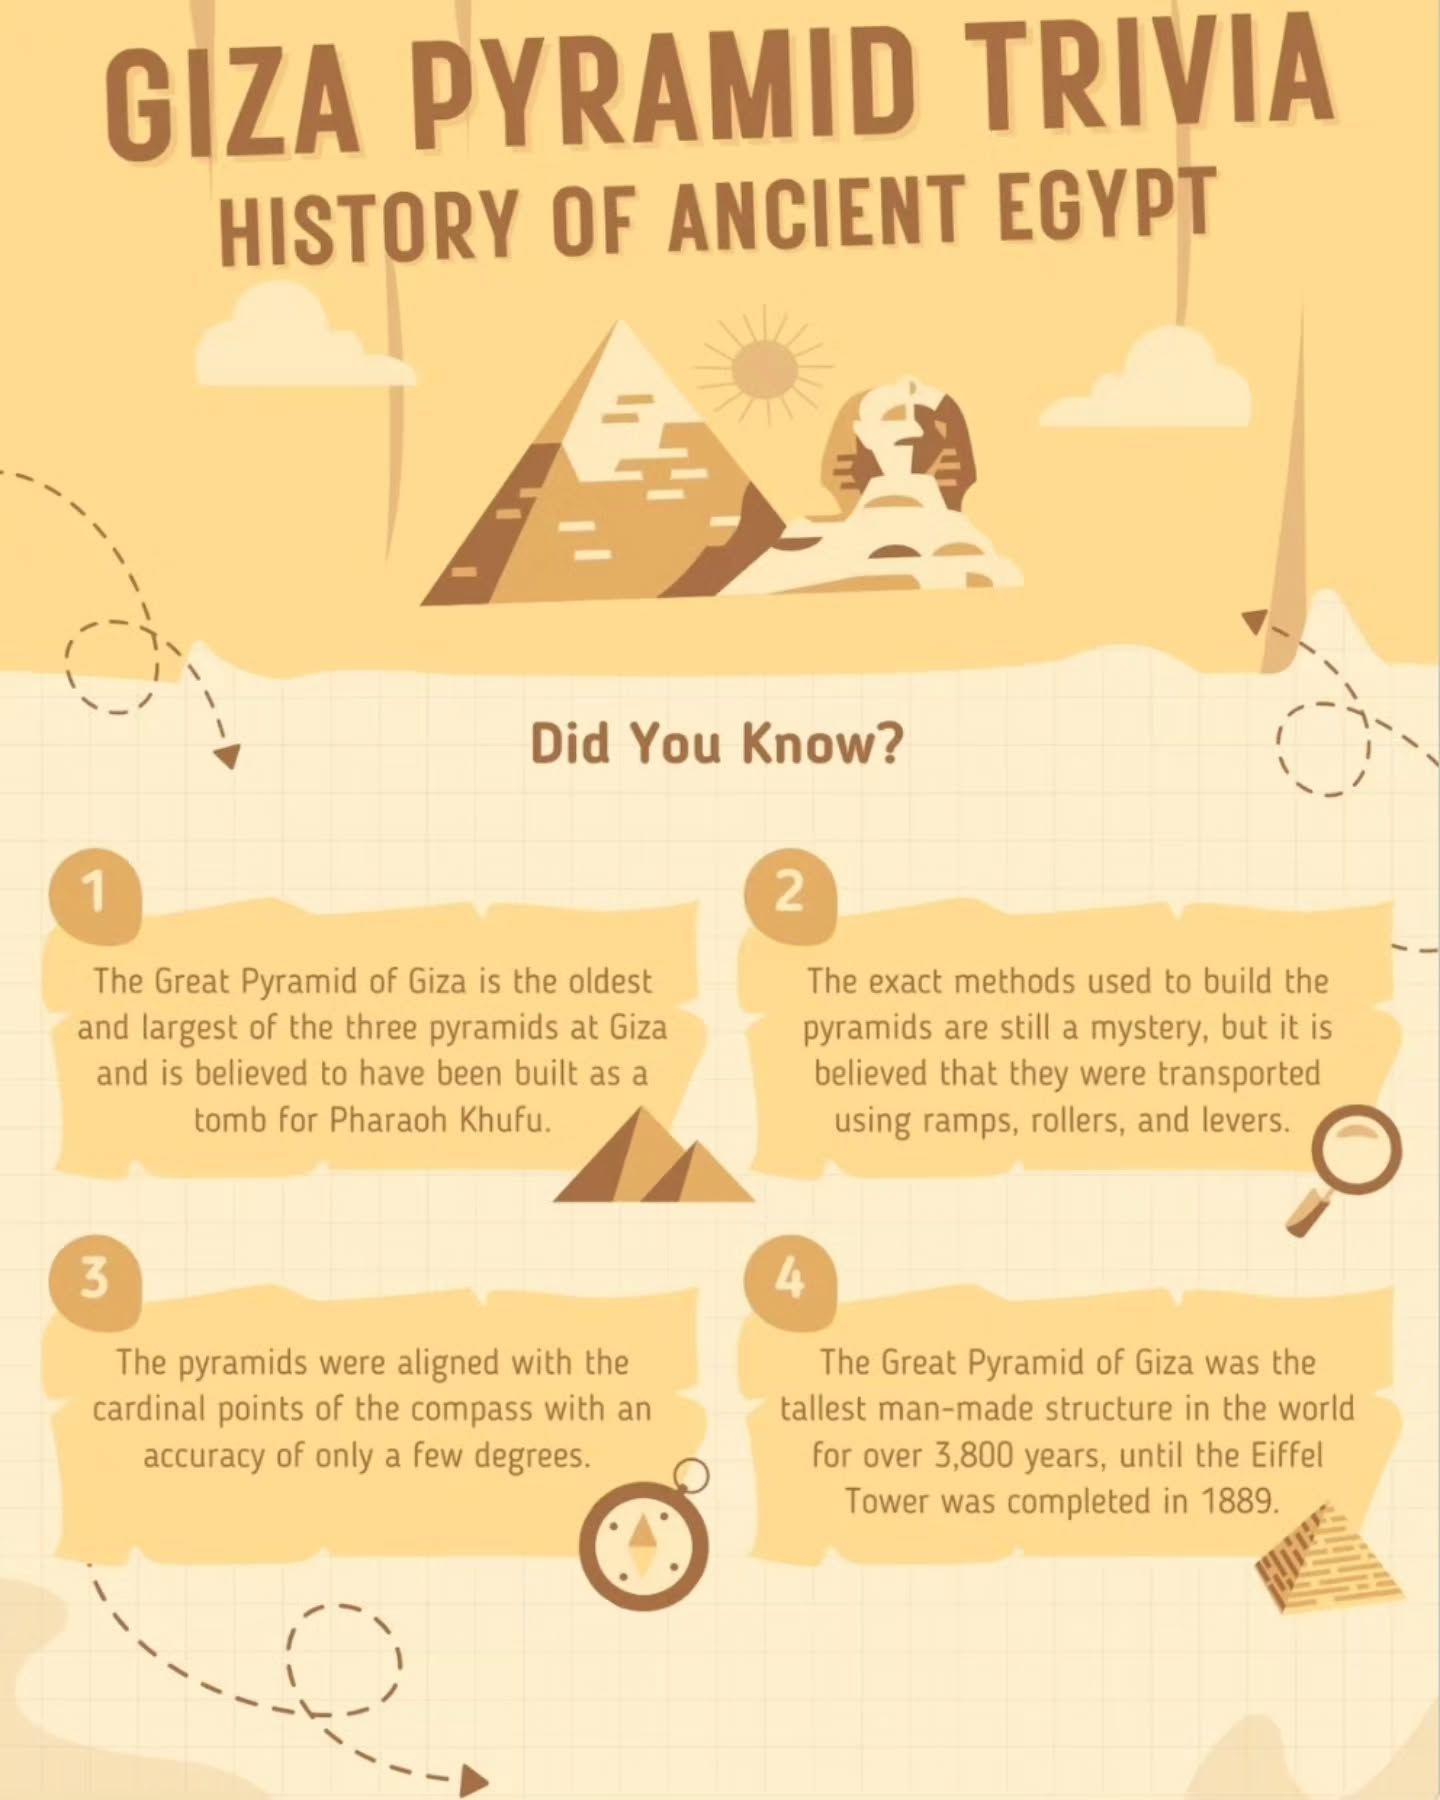 GIZA PYRAMID TRIVIA
HISTORY OF ANCIENT EGYPT
Did You Know?
1
The Great Pyramid of Giza is the oldest
and largest of the three pyramids at Giza
and is believed to have been built as a
tomb for Pharaoh Khufu.
2
The exact methods used to build the
pyramids are still a mystery, but it is
believed that they were transported
using ramps, rollers, and levers.
3
The pyramids were aligned with the
cardinal points of the compass with an
accuracy of only a few degrees.
4
The Great Pyramid of Giza was the
tallest man-made structure in the world
for over 3,800 years, until the Eiffel
Tower was completed in 1889.